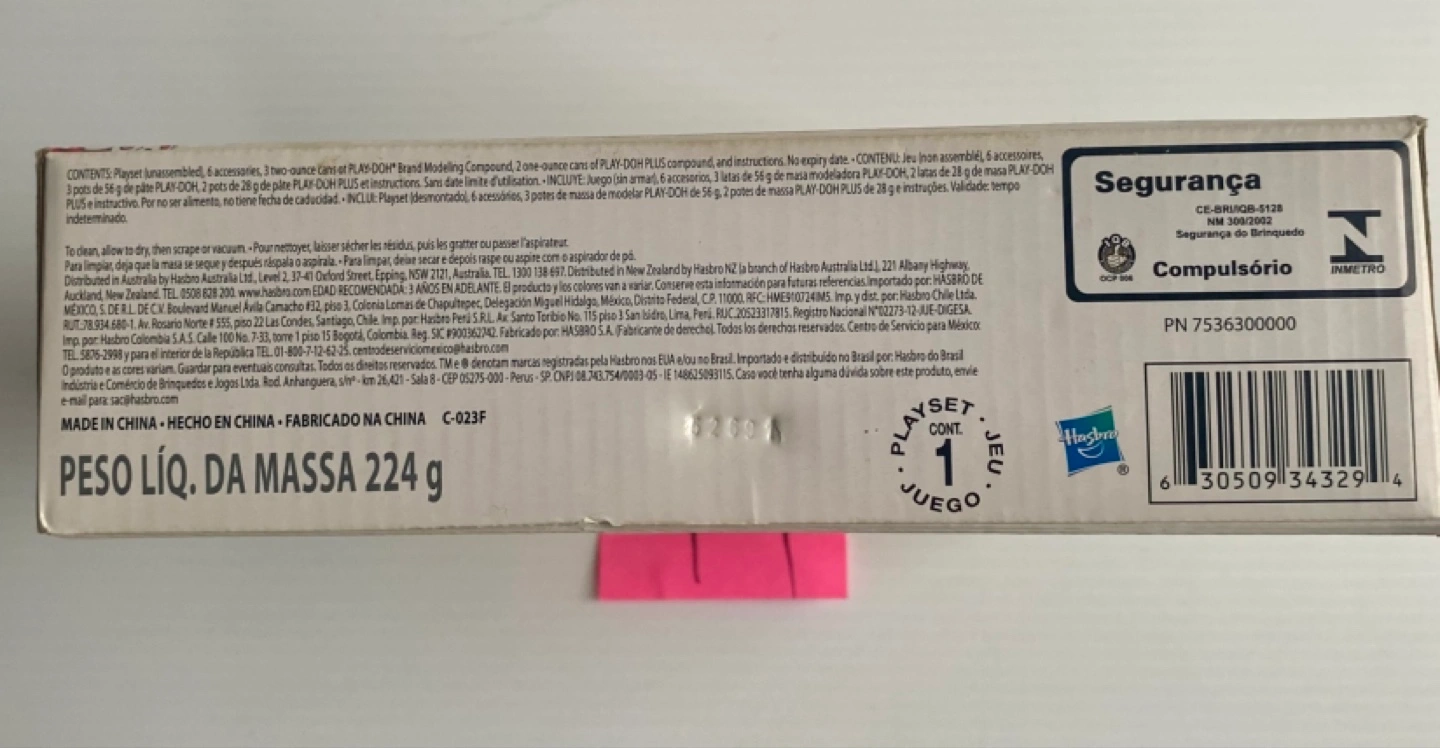 CONTENTS: Playset (unassembled), 6 accessories, 3 two-ounce cans of PLAY-DOH® Brand Modeling Compound, 2 one-ounce cans of PLAY-DOH PLUS compound, and instructions. No expiry date. • CONTENU: Jeu (non assemblé), 6 accessoires,
3 pots de 56 g de pâte PLAY-DOH, 2 pots de 28 g de pâte PLAY-DOH PLUS et instructions. Sans date limite d'utilisation. • INCLUYE: Juego (sin armar), 6 accesorios, 3 latas de 56 g de masa modeladora PLAY-DOH, 2 latas de 28 g de masa PLAY-DOH
PLUS e instructivo. Por no ser alimento, no tiene fecha de caducidad. • INCLUI: Playset (desmontado), 6 acessórios, 3 potes de massa de modelar PLAY-DOH de 56 g, 2 potes de massa PLAY-DOH PLUS de 28 g e instruções. Validade: tempo
indeterminado.
To clean, allow to dry, then scrape or vacuum. • Pour nettoyer, laisser sécher les résidus, puis les gratter ou passer l'aspirateur.
Para limpiar, deja que la masa se seque y después ráspala o aspírala. • Para limpar, deixe secar e depois raspe ou aspire com o aspirador de pó.
Distributed in Australia by Hasbro Australia Ltd., Level 2, 37-41 Oxford Street, Epping, NSW 2121, Australia. TEL. 1300 138 697. Distributed in New Zealand by Hasbro NZ (a branch of Hasbro Australia Ltd.), 221 Albany Highway,
Auckland, New Zealand. TEL. 0508 828 200. www.hasbro.com EDAD RECOMENDADA: 3 AÑOS EN ADELANTE. El producto y los colores van a variar. Conserve esta información para futuras referencias. Importado por: HASBRO DE
MÉXICO, S. DE R.L. DE C.V. Boulevard Manuel Ávila Camacho #32, piso 3, Colonia Lomas de Chapultepec, Delegación Miguel Hidalgo, México, Distrito Federal, C.P. 11000. RFC: HME910724IM5. Imp. y dist. por: Hasbro Chile Ltda.
RUT.:78.934.680-1. Av. Rosario Norte # 555, piso 22 Las Condes, Santiago, Chile. Imp. por: Hasbro Perú S.R.L. Av. Santo Toribio No. 115 piso 3 San Isidro, Lima, Perú. RUC.20523317815. Registro Nacional N°02273-12-JUE-DIGESA.
Imp. por: Hasbro Colombia S.A.S. Calle 100 No. 7-33, torre 1 piso 15 Bogotá, Colombia. Reg. SIC #900362742. Fabricado por: HASBRO S.A. (Fabricante de derecho). Todos los derechos reservados. Centro de Servicio para México:
TEL. 5876-2998 y para el interior de la República TEL. 01-800-7-12-62-25. centrodeserviciomexico@hasbro.com
O produto e as cores variam. Guardar para eventuais consultas. Todos os direitos reservados. TM e ® denotam marcas registradas pela Hasbro nos EUA e/ou no Brasil. Importado e distribuido no Brasil por: Hasbro do Brasil
Indústria e Comércio de Brinquedos e Jogos Ltda. Rod. Anhanguera, s/nº - km 26,421 - Sala 8 - CEP 05275-000 - Perus - SP. CNPJ 08.743.754/0003-05 - IE 148625093115. Caso você tenha alguma dúvida sobre este produto, envie
e-mail para: sac@hasbro.com
MADE IN CHINA • HECHO EN CHINA • FABRICADO NA CHINA C-023F
PESO LÍQ. DA MASSA 224 g
PLAYSET • JEU • JUEGO •
CONT.
1
Hasbro
®
Segurança
CE-BRI/IQB-5128
NM 300/2002
Segurança do Brinquedo
Compulsório
IQB
INMETRO
PN 7536300000
6 30509 34329 4